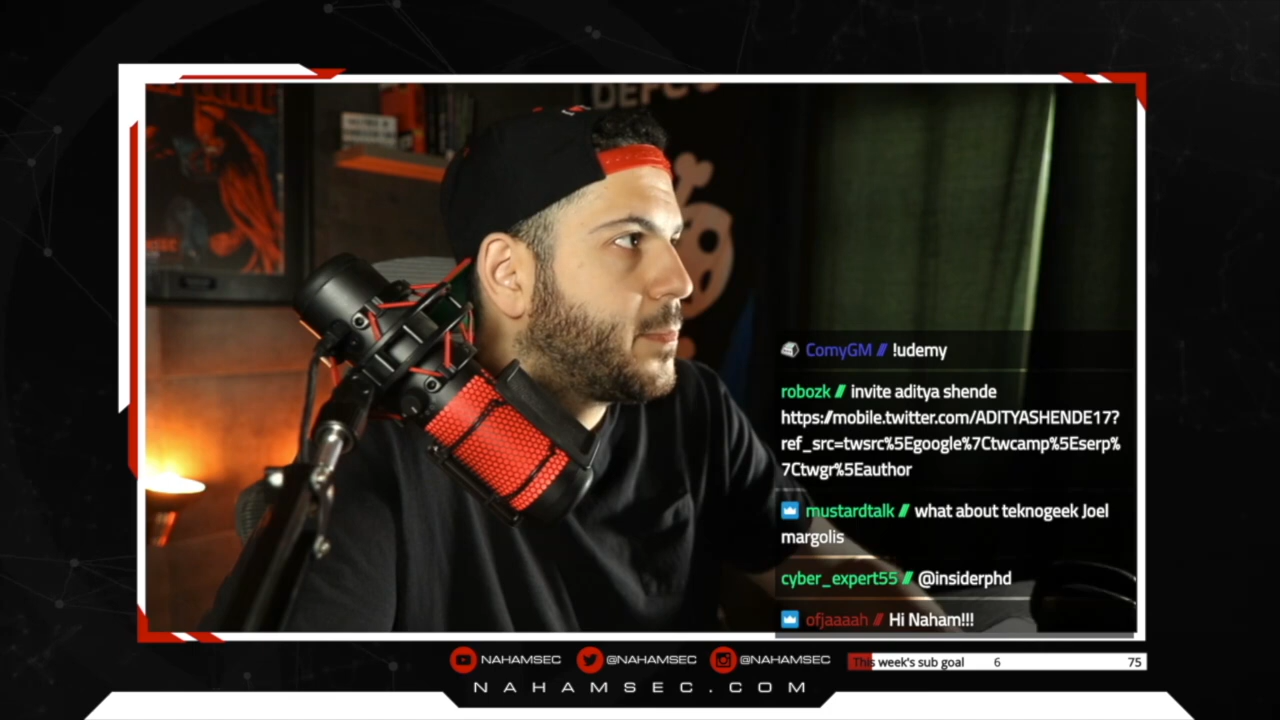 DEFC
ComyGM // !udemy
robozk // invite aditya shende
https://mobile.twitter.com/ADITYASHENDE17?
ref_src=twsrc%5Egoogle%7Ctwcamp%5Eserp%
7Ctwgr%5Eauthor
mustardtalk // what about teknogeek Joel
margolis
cyber_expert55 // @insiderphd
ofjaaaah // Hi Naham!!!
NAHAMSEC @NAHAMSEC @NAHAMSEC
This week's sub goal 6 75
NAHAMSEC.COM